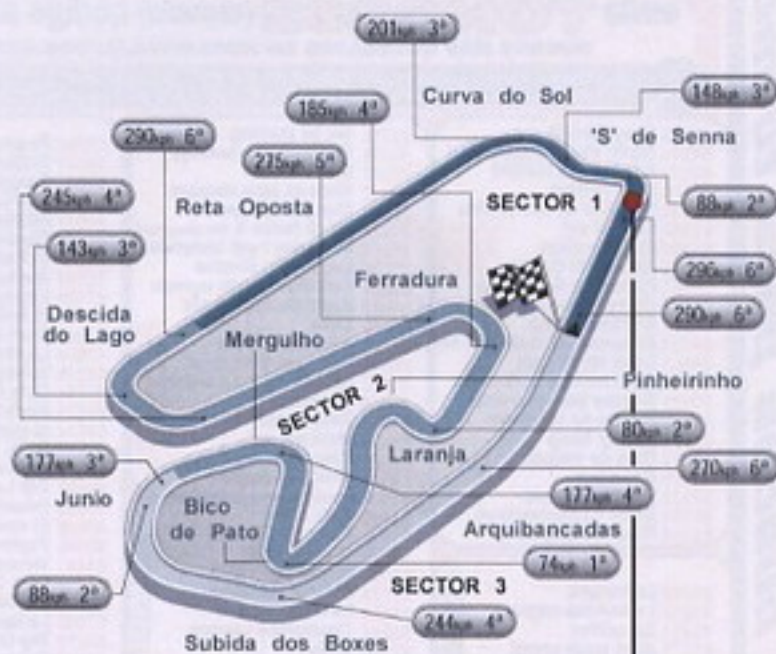 201kph 3ª
Curva do Sol
148kph 3ª
185kph 4ª
'S' de Senna
290kph 6ª
275kph 5ª
245kph 4ª
Reta Oposta
SECTOR 1
88kph 2ª
143kph 3ª
296kph 6ª
Ferradura
Descida
do Lago
290kph 6ª
Mergulho
SECTOR 2
Pinheirinho
80kph 2ª
Laranja
177kph 3ª
270kph 6ª
Junio
177kph 4ª
Bico
de Pato
Arquibancadas
74kph 1ª
SECTOR 3
88kph 2ª
244kph 4ª
Subida dos Boxes